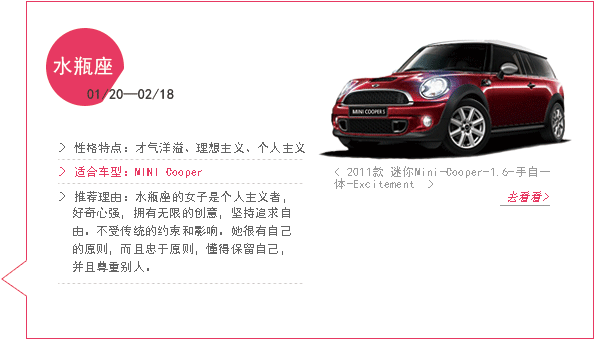 水瓶座
01/20—02/18
> 性格特点：才气洋溢、理想主义、个人主义
> 适合车型：MINI Cooper
> 推荐理由：水瓶座的女子是个人主义者，
好奇心强，拥有无限的创意，坚持追求自
由。不受传统的约束和影响。她很有自己
的原则，而且忠于原则，懂得保留自己，
并且尊重别人。
MINI COOPER S
< 2011款 迷你Mini-Cooper-1.6-手自一
体-Excitement >
去看看>